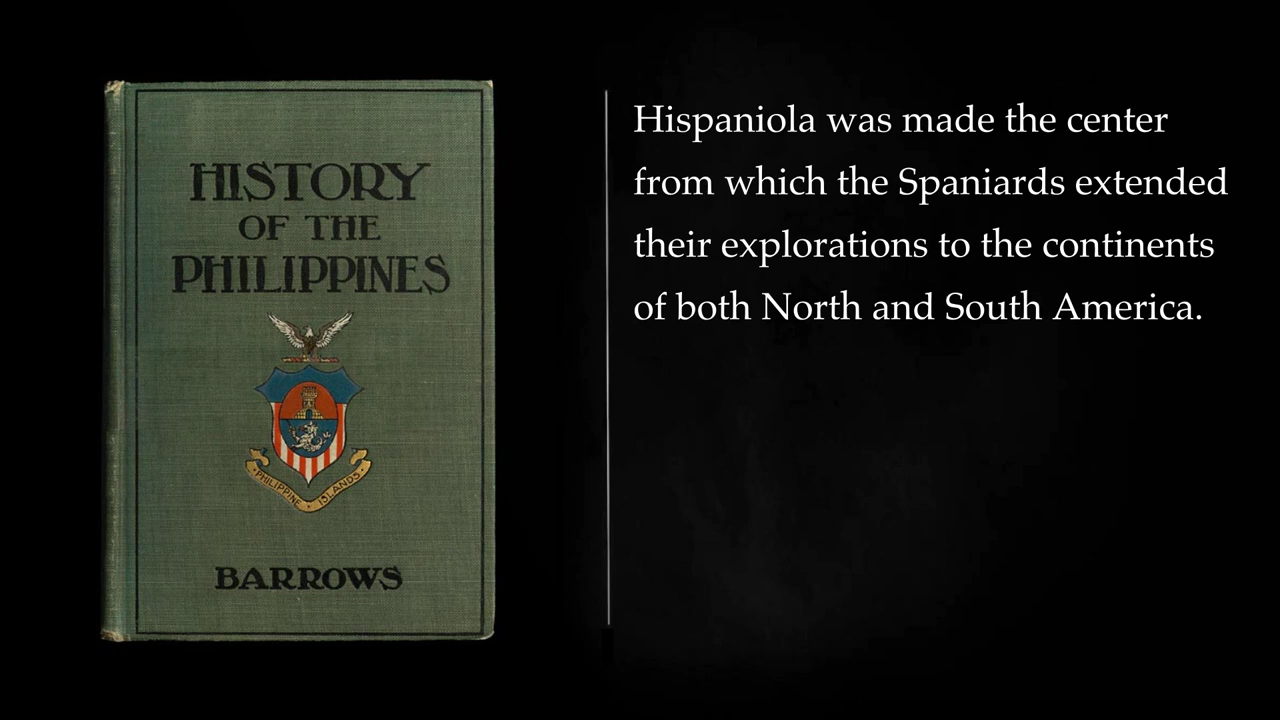 HISTORY
OF THE
PHILIPPINES
PHILIPPINE ISLANDS
BARROWS
Hispaniola was made the center
from which the Spaniards extended
their explorations to the continents
of both North and South America.